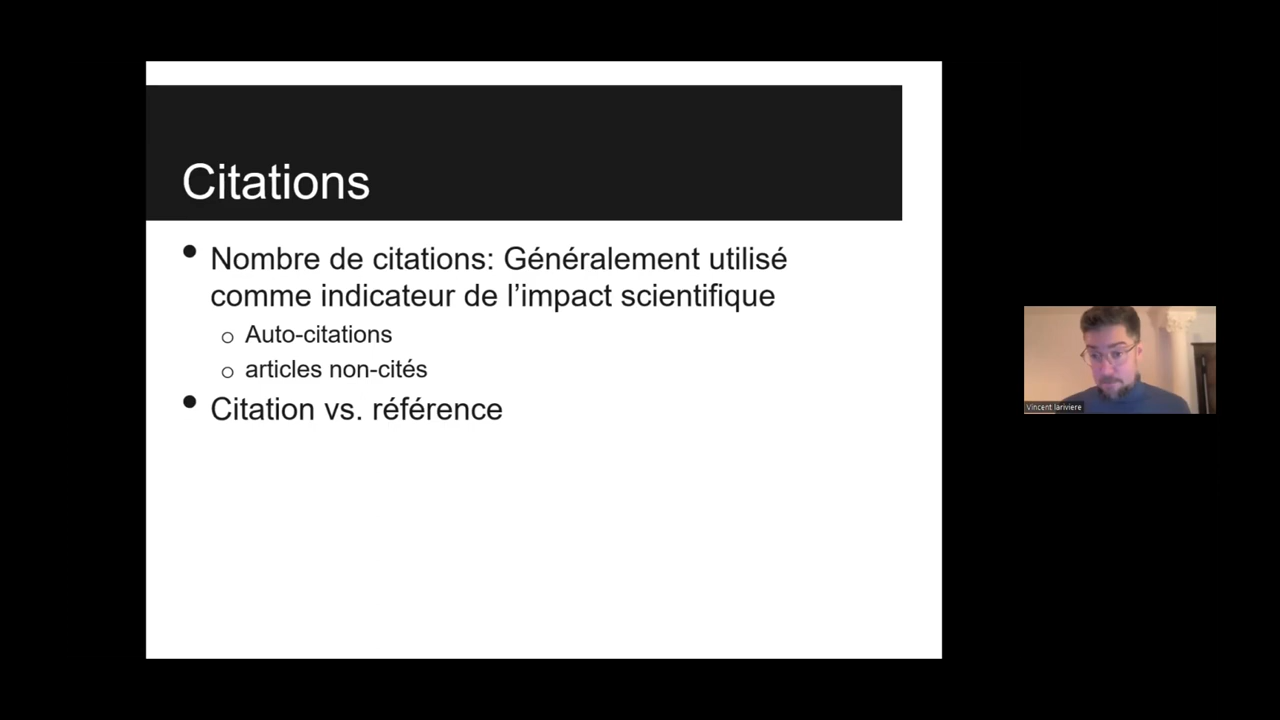 Citations
• Nombre de citations: Généralement utilisé
comme indicateur de l’impact scientifique
o Auto-citations
o articles non-cités
• Citation vs. référence
Vincent lariviere